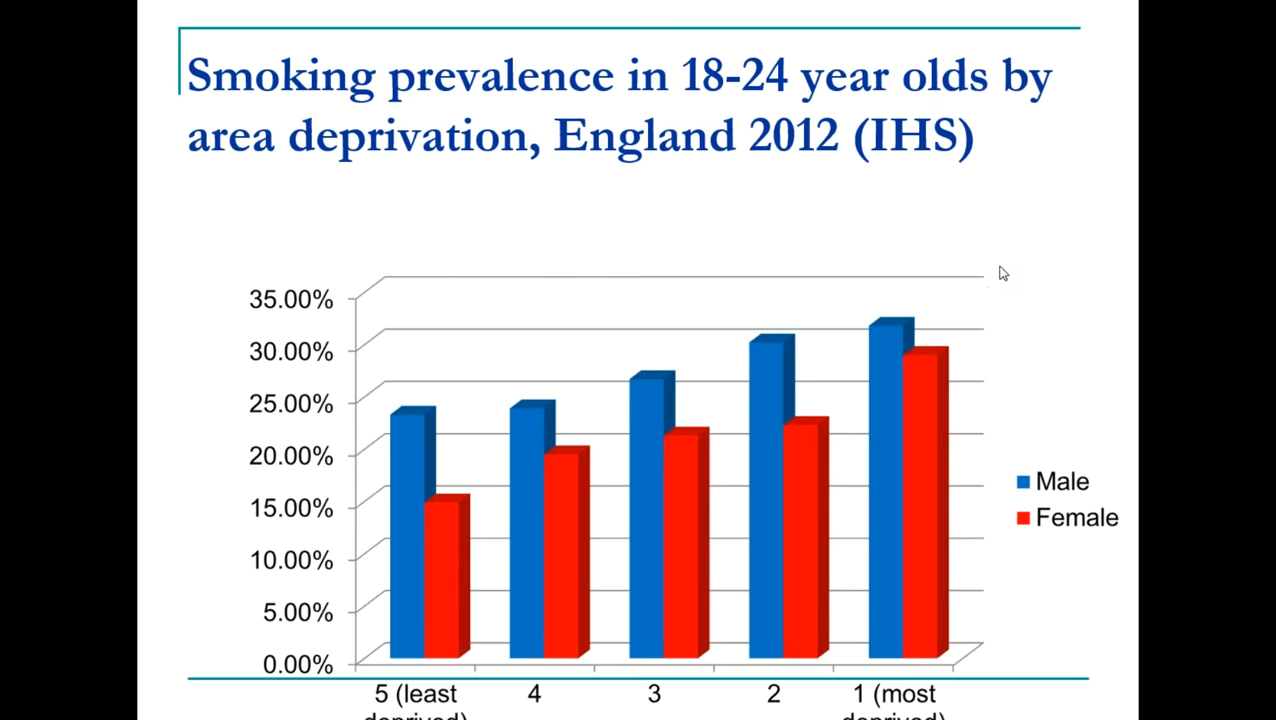 Smoking prevalence in 18-24 year olds by
area deprivation, England 2012 (IHS)
35.00%
30.00%
25.00%
20.00%
15.00%
10.00%
5.00%
0.00%
5 (least
deprived)
4
3
2
1 (most
deprived)
Male
Female